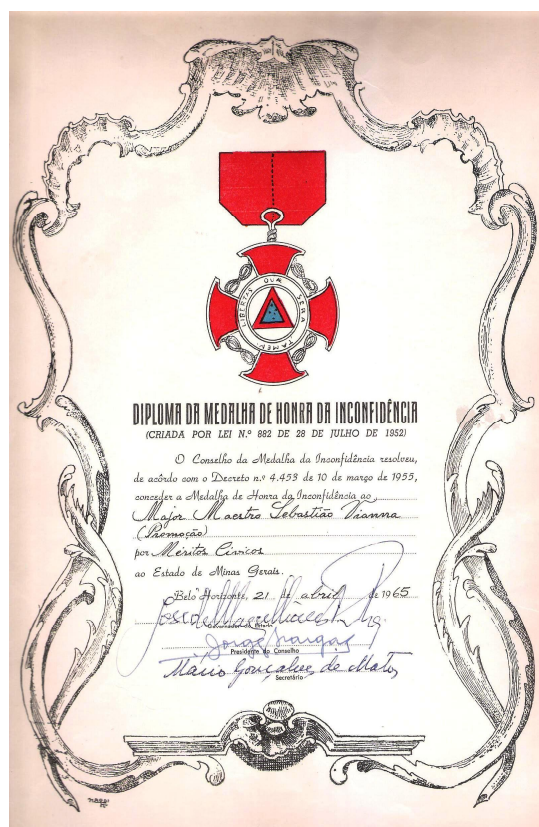 LIBERTAS QUÆ SERA TAMEN
DIPLOMA DA MEDALHA DE HONRA DA INCONFIDÊNCIA
(CRIADA POR LEI N.º 882 DE 28 DE JULHO DE 1952)
O Conselho da Medalha da Inconfidência resolveu,
de acôrdo com o Decreto n.º 4.453 de 10 de março de 1955,
conceder a Medalha de Honra da Inconfidência ao
Major Maestro Sebastião Vianna
(Promoção)
por Méritos Cívicos
ao Estado de Minas Gerais.
Belo Horizonte, 21 de abril de 1965
Jorge Vargas
Presidente do Conselho
Mario Gonçalves de Matos
Secretário